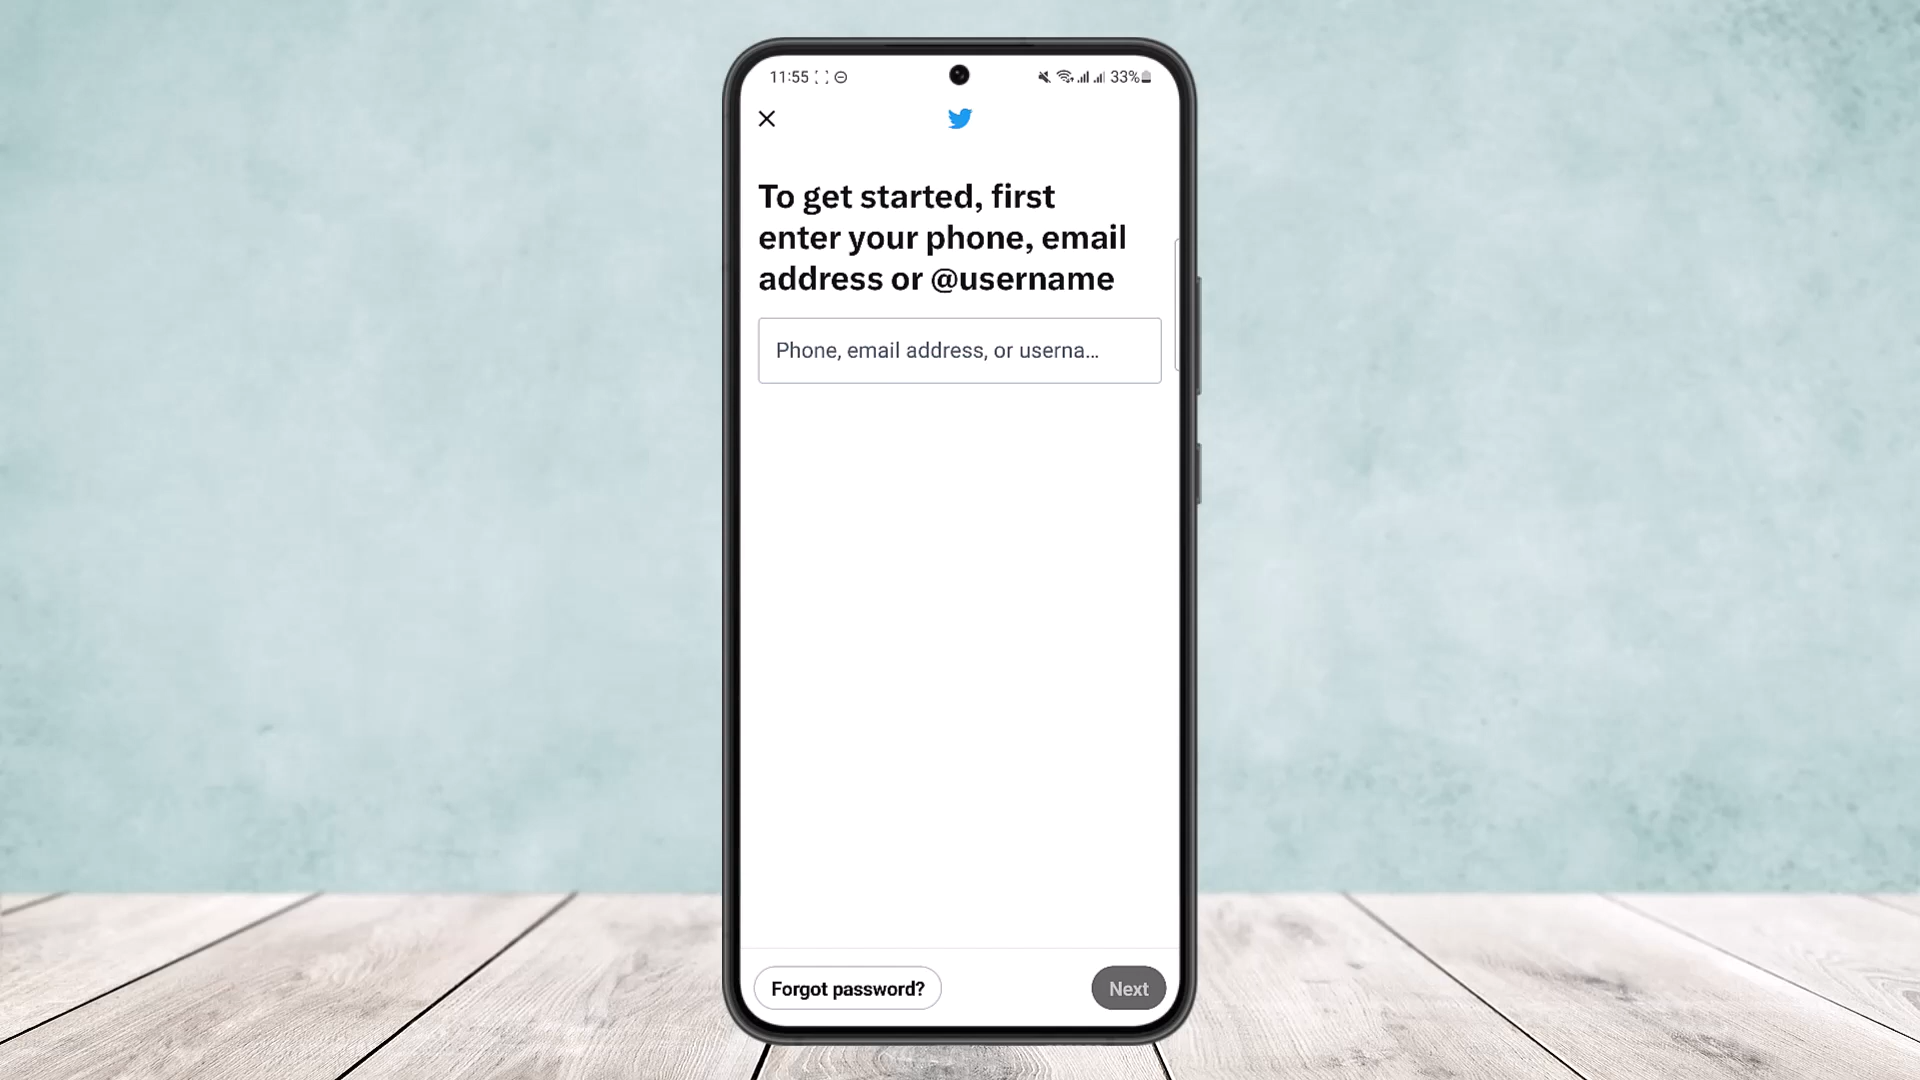 11:55
33%
To get started, first
enter your phone, email
address or @username
Phone, email address, or userna...
Forgot password?
Next